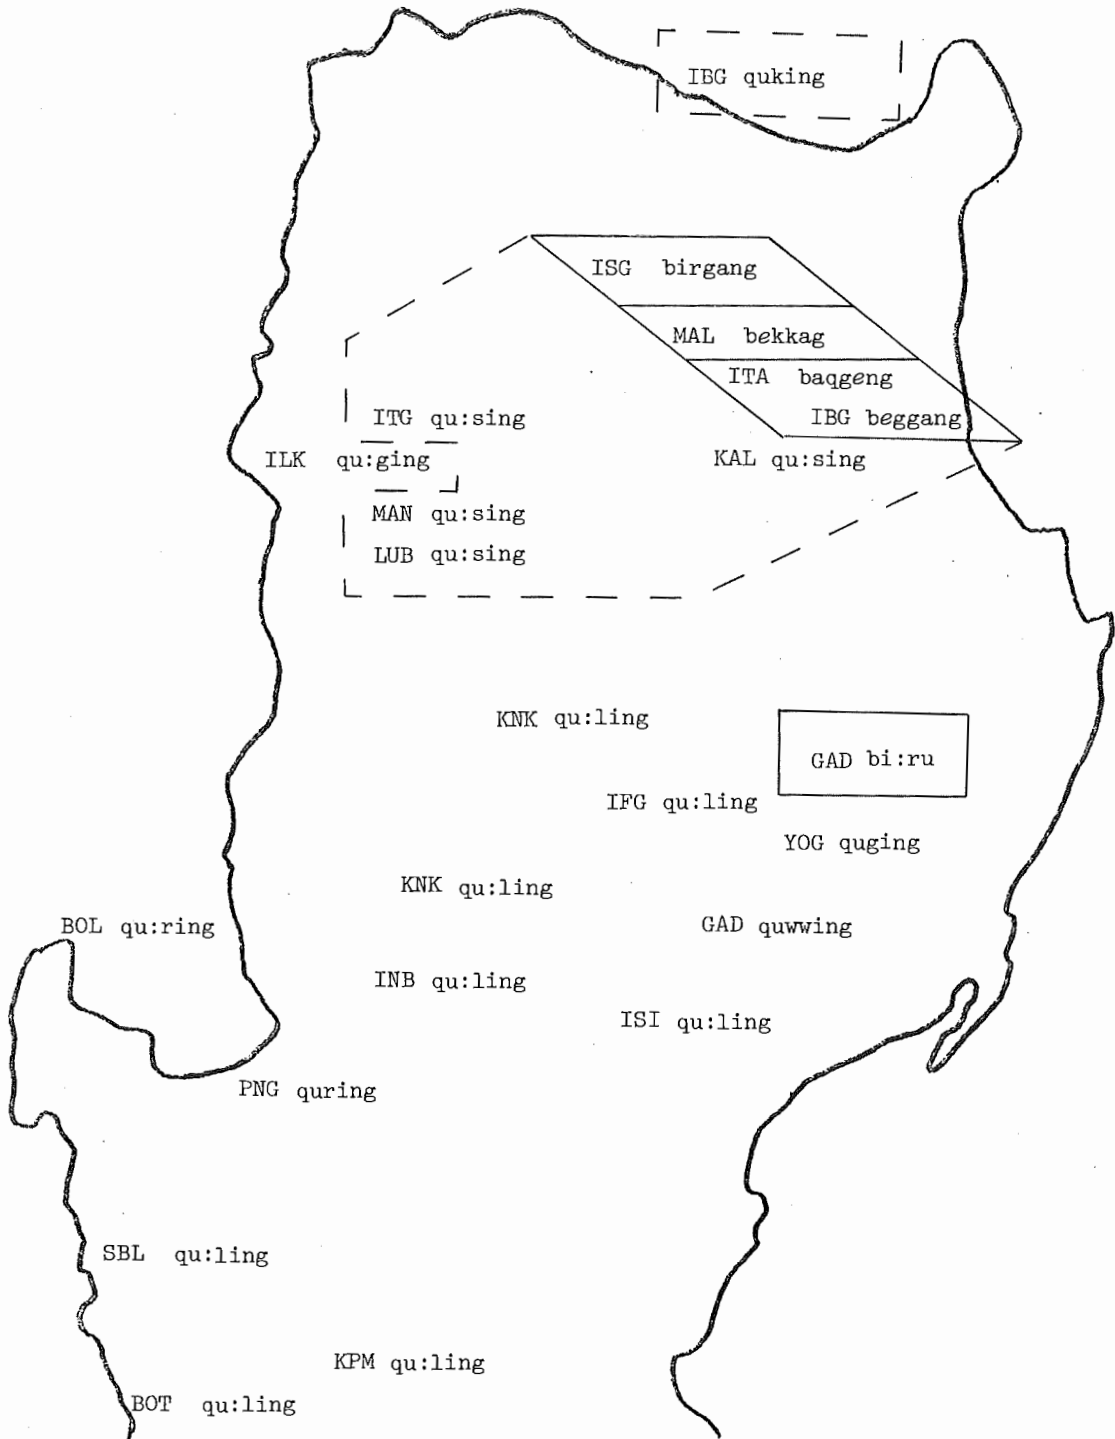 IBG quking
ISG birgang
MAL bekkag
ITA baqgeng
ITG qu:sing
IBG beggang
ILK qu:ging
KAL qu:sing
MAN qu:sing
LUB qu:sing
KNK qu:ling
GAD bi:ru
IFG qu:ling
YOG quging
KNK qu:ling
BOL qu:ring
GAD quwwing
INB qu:ling
ISI qu:ling
PNG quring
SBL qu:ling
KPM qu:ling
BOT qu:ling